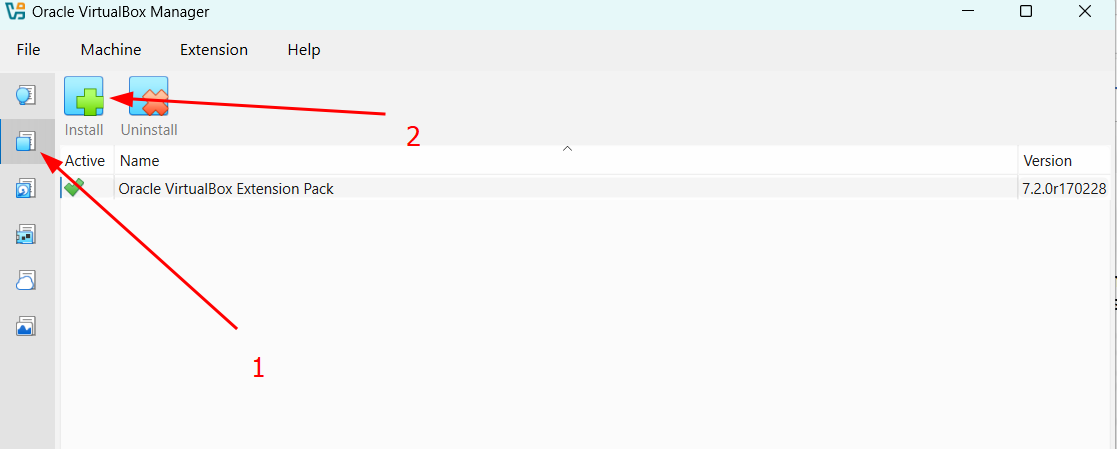 Oracle VirtualBox Manager
File Machine Extension Help
Install Uninstall
2
Active Name Version
Oracle VirtualBox Extension Pack 7.2.0r170228
1